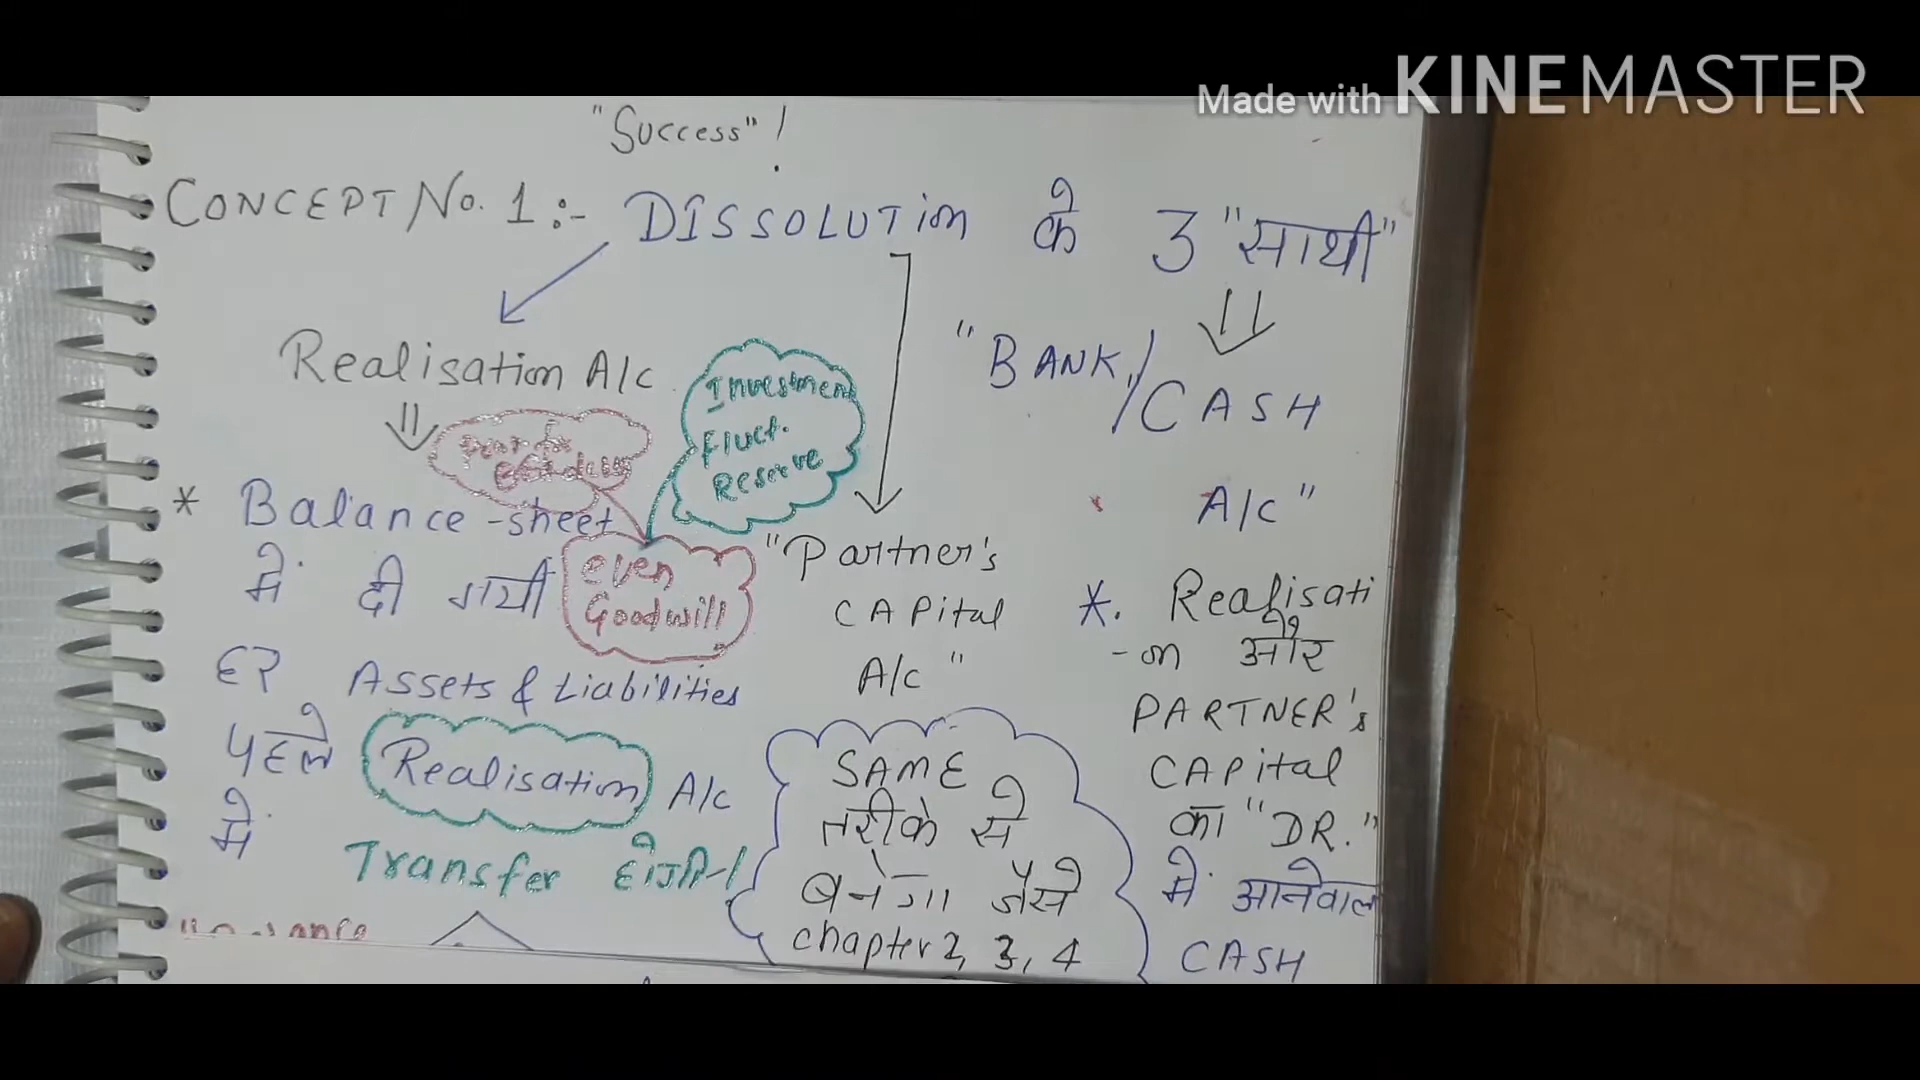 Made with KINEMASTER
"Success" !
CONCEPT No. 1 :- DISSOLUTion के 3 "साथी"
Realisation A/c
Investment
Fluct.
Reserve
* Balance-sheet
में दी गयी
Even
Goodwill
हर Assets & Liabilities
पहले Realisation A/c
में
Transfer होगी।
"Partner's
CAPital
A/c"
SAME
तरीके से
बनेगा जैसे
chapter 2, 3, 4
"BANK/
CASH
A/c"
*. Realisati
-on और
PARTNER's
CAPital
का "DR."
में आनेवाल
CASH